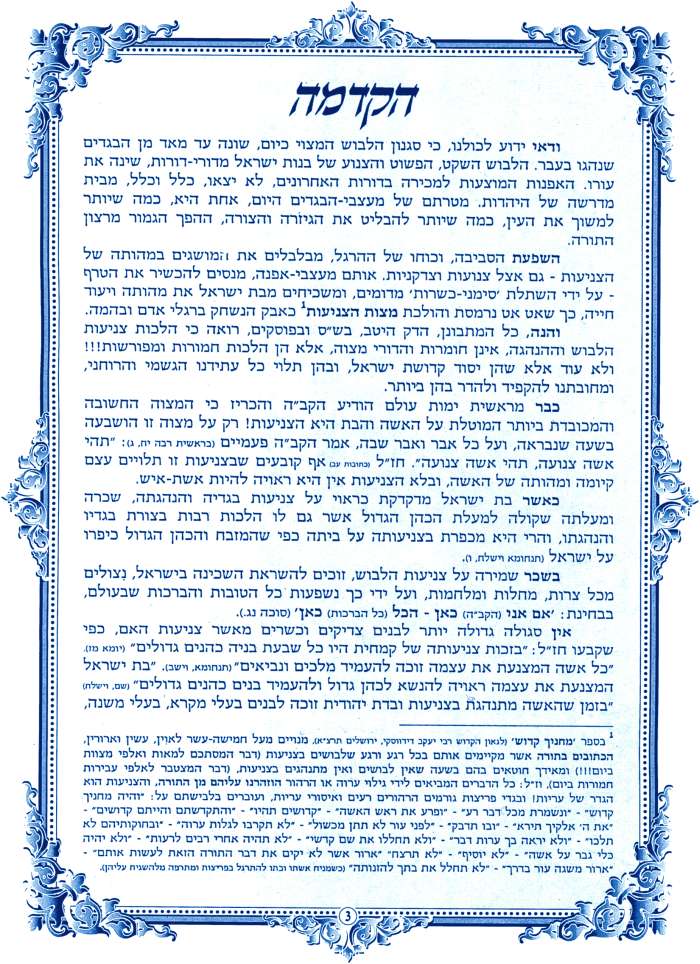 הקדמה
ודאי ידוע לכולנו, כי סגנון הלבוש המצוי כיום, שונה עד מאד מן הבגדים
שנהגו בעבר. הלבוש השקט, הפשוט והצנוע של בנות ישראל מדורי-דורות, שינה את
עורו. האפנות המוצעות למכירה בדורות האחרונים, לא יצאו, כלל וכלל, מבית
מדרשה של היהדות. מטרתם של מעצבי-הבגדים היום, אחת היא, כמה שיותר
למשוך את העין, כמה שיותר להבליט את הגיזרה והצורה, ההפך הגמור מרצון
התורה.
השפעת הסביבה, וכוחו של ההרגל, מבלבלים את המושגים במהותה של
הצניעות - גם אצל צנועות וצדקניות. אותם מעצבי-אפנה, מנסים להכשיר את הטרף
- על ידי השתלת 'סימני-כשרות' מדומים, ומשכיחים מבת ישראל את מהותה ויעוד
חייה, כך שאט אט נרמסת והולכת מצות הצניעות1 כאבק הנשחק ברגלי אדם ובהמה.
והנה, כל המתבונן, הדק היטב, בש"ס ובפוסקים, רואה כי הלכות צניעות
הלבוש וההנהגה, אינן חומרות והדורי מצוה, אלא הן הלכות חמורות ומפורשות!!!
ולא עוד אלא שהן יסוד קדושת ישראל, ובהן תלוי כל עתידנו הגשמי והרוחני,
ומחובתנו להקפיד ולהדר בהן ביותר.
כבר מראשית ימות עולם הודיע הקב"ה והכריז כי המצוה החשובה
והמכובדת ביותר המוטלת על האשה והבת היא הצניעות! רק על מצוה זו הושבעה
בשעה שנבראה, ועל כל אבר ואבר שבה, אמר הקב"ה פעמיים (בראשית רבה יח, ג): "תהי
אשה צנועה, תהי אשה צנועה". חז"ל (כתובות עב) אף קובעים שבצניעות זו תלויים עצם
קיומה ומהותה של האשה, ובלא הצניעות אין היא ראויה להיות אשת-איש.
כאשר בת ישראל מדקדקת כראוי על צניעות בגדיה והנהגתה, שכרה
ומעלתה שקולה למעלת הכהן הגדול אשר גם לו הלכות רבות בצורת בגדיו
והנהגתו, והרי היא מכפרת בצניעותה על ביתה כפי שהמזבח והכהן הגדול כיפרו
על ישראל (תנחומא וישלח, ו).
בשכר שמירה על צניעות הלבוש, זוכים להשראת השכינה בישראל, נצולים
מכל צרות, מחלות ומלחמות, ועל ידי כך נשפעות כל הטובות והברכות שבעולם,
בבחינת: 'אם אני (הקב"ה) כאן - הכל (כל הברכות) כאן' (סוכה נג.).
אין סגולה גדולה יותר לבנים צדיקים וכשרים מאשר צניעות האם, כפי
שקבעו חז"ל: "בזכות צניעותה של קמחית היו כל שבעת בניה כהנים גדולים" (יומא מז).
"כל אשה המצנעת את עצמה זוכה להעמיד מלכים ונביאים" (תנחומא, וישב). "בת ישראל
המצנעת את עצמה ראויה להנשא לכהן גדול ולהעמיד בנים כהנים גדולים" (שם, וישלח)
"בזמן שהאשה מתנהגת בצניעות ובדת יהודית זוכה לבנים בעלי מקרא, בעלי משנה,
1 בספר 'מחניך קדוש' (לגאון הקדוש רבי יעקב דידווסקי, ירושלים תרצ"א), מנויים מעל חמישה-עשר לאוין, עשין וארורין,
הכתובים בתורה אשר מקיימים אותם בכל רגע ורגע שלבושים בצניעות (דבר המסתכם למאות ואלפי מצוות
ביום!!!) ומאידך חוטאים בהם בשעה שאין לבושים ואין מתנהגים בצניעות, (דבר המצטבר לאלפי עבירות
חמורות ביום), וז"ל: כל הדברים המביאים לידי גילוי ערוה או הרהור הוזהרנו עליהם מן התורה, והצניעות הוא
הגדר של עריות! ובגדי פריצות גורמים הרהורים רעים ואיסורי עריות, ועוברים בלבישתם על: "והיה מחניך
קדוש" - "ונשמרת מכל דבר רע" - "ופרע את ראש האשה" - "קדושים תהיו" - "והתקדשתם והייתם קדושים" -
"את ה' אלקיך תירא" - "ובו תדבק" - "לפני עור לא תתן מכשול" - "לא תקרבו לגלות ערוה" - "ובחוקותיהם לא
תלכו" - "ולא יראה בך ערות דבר" - "ולא תחללו את שם קדשי" - "לא תהיה אחרי רבים לרעות" - "ולא יהיה
כלי גבר על אשה" - "לא יוסיף" - "לא תרצח" "ארור אשר לא יקים את דבר התורה הזאת לעשות אותם" -
"ארור משגה עור בדרך" - "לא תחלל את בתך להזנותה" (כשמניח אשתו ובתו להתרגל בפריצות ומתרפה מלהשגיח עליהן).
3